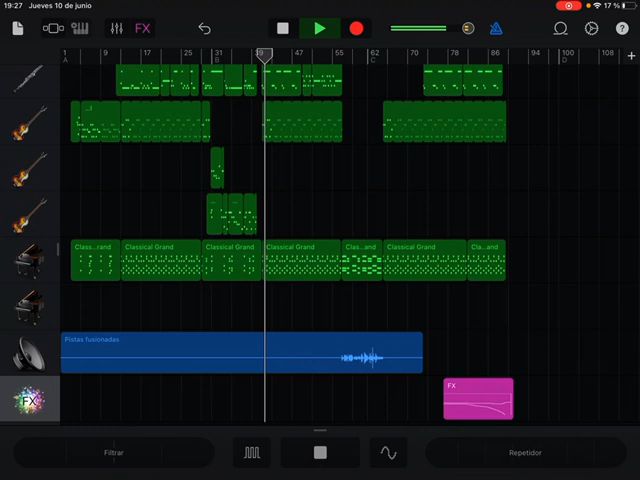 19:27 Jueves 10 de junio
17 %
FX
?
1 9 17 25 31 39 47 55 62 70 78 86 94 100 108
A B C D
+
...l
Class...rand Classical Grand Classical Grand Classical Grand Clas...and Classical Grand Cla...and
Pistas fusionadas
FX
FX
Filtrar Repetidor